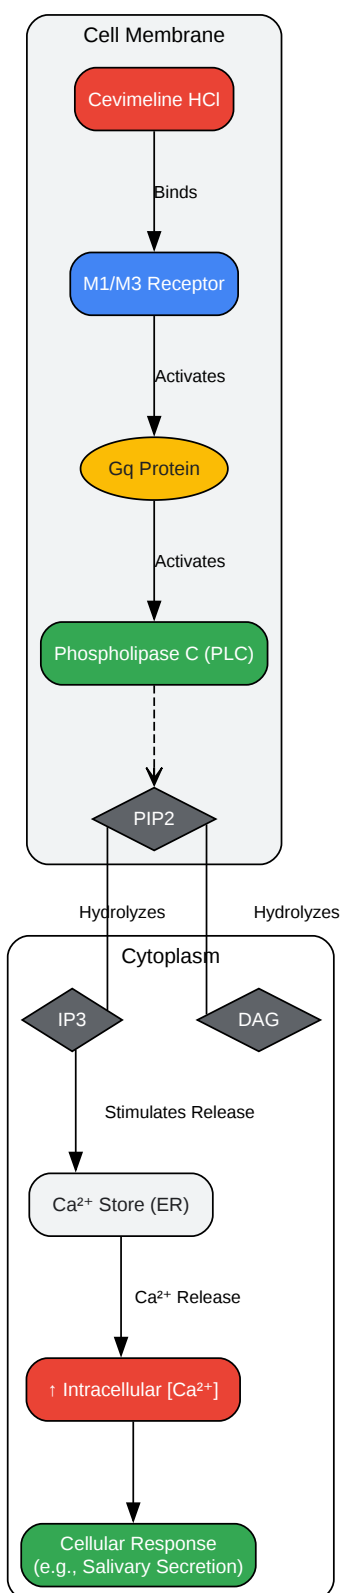 Cell Membrane
Cevimeline HCl
Binds
M1/M3 Receptor
Activates
Gq Protein
Activates
Phospholipase C (PLC)
PIP2
Hydrolyzes
Hydrolyzes
Cytoplasm
IP3
DAG
Stimulates Release
Ca²⁺ Store (ER)
Ca²⁺ Release
↑ Intracellular [Ca²⁺]
Cellular Response
(e.g., Salivary Secretion)